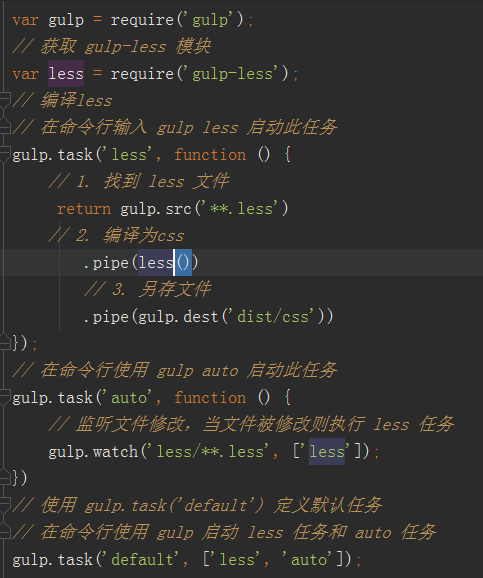 var gulp = require('gulp');
// 获取 gulp-less 模块
var less = require('gulp-less');
// 编译less
// 在命令行输入 gulp less 启动此任务
gulp.task('less', function () {
// 1. 找到 less 文件
return gulp.src('**.less')
// 2. 编译为css
.pipe(less())
// 3. 另存文件
.pipe(gulp.dest('dist/css'))
});
// 在命令行使用 gulp auto 启动此任务
gulp.task('auto', function () {
// 监听文件修改，当文件被修改则执行 less 任务
gulp.watch('less/**.less', ['less']);
})
// 使用 gulp.task('default') 定义默认任务
// 在命令行使用 gulp 启动 less 任务和 auto 任务
gulp.task('default', ['less', 'auto']);